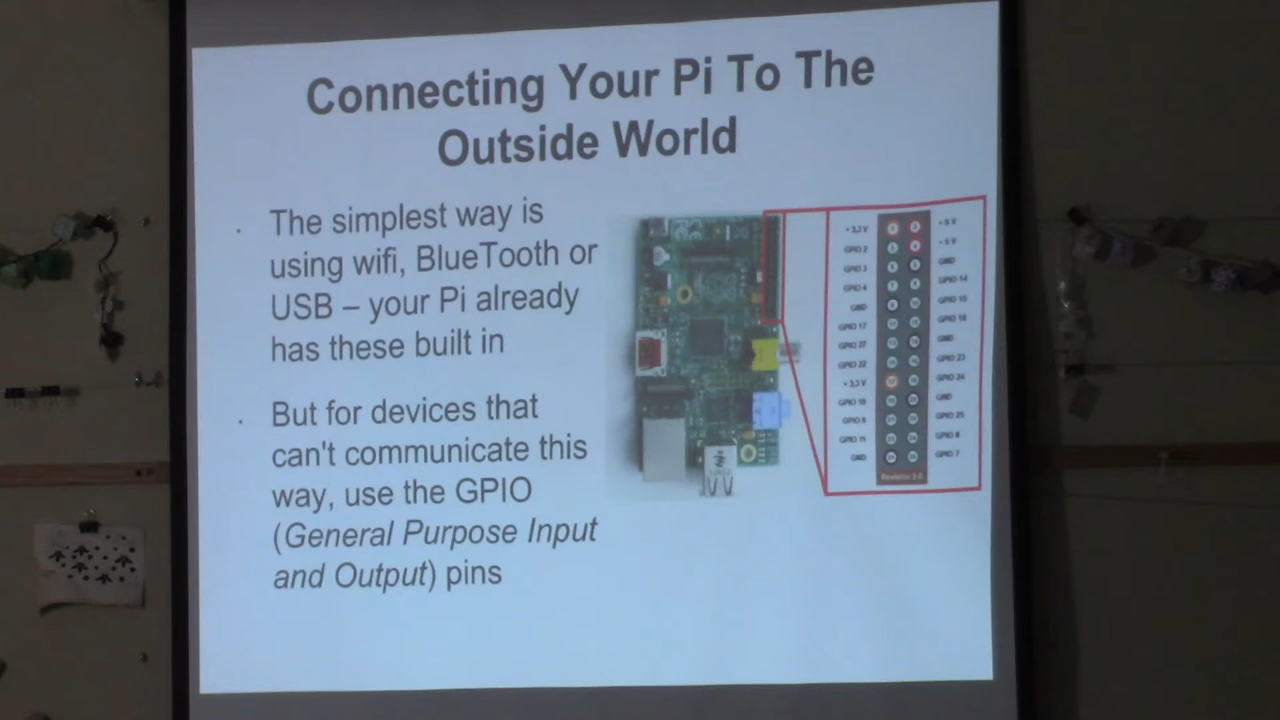 Connecting Your Pi To The
Outside World
· The simplest way is
using wifi, BlueTooth or
USB – your Pi already
has these built in
· But for devices that
can't communicate this
way, use the GPIO
(General Purpose Input
and Output) pins
+3,3 V
+5 V
GPIO 2
+5 V
GPIO 3
GND
GPIO 4
GPIO 14
GND
GPIO 15
GPIO 17
GPIO 18
GPIO 27
GND
GPIO 22
GPIO 23
+3,3 V
GPIO 24
GPIO 10
GND
GPIO 9
GPIO 25
GPIO 11
GPIO 8
GND
GPIO 7
Revision 2.0